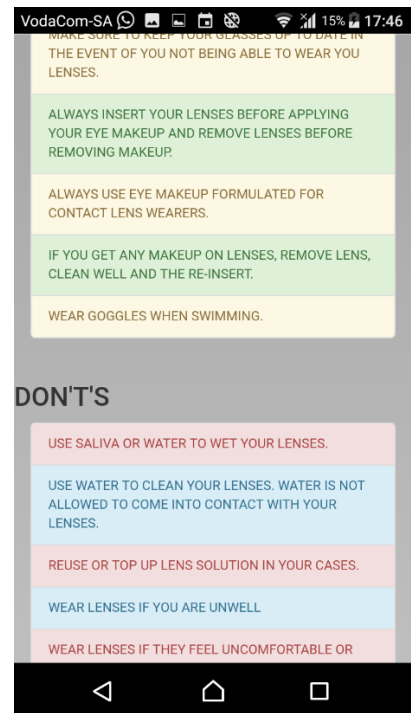 VodaCom-SA 15% 17:46
MAKE SURE TO KEEP YOUR GLASSES UP TO DATE IN
THE EVENT OF YOU NOT BEING ABLE TO WEAR YOU
LENSES.
ALWAYS INSERT YOUR LENSES BEFORE APPLYING
YOUR EYE MAKEUP AND REMOVE LENSES BEFORE
REMOVING MAKEUP.
ALWAYS USE EYE MAKEUP FORMULATED FOR
CONTACT LENS WEARERS.
IF YOU GET ANY MAKEUP ON LENSES, REMOVE LENS,
CLEAN WELL AND THE RE-INSERT.
WEAR GOGGLES WHEN SWIMMING.
DON'T'S
USE SALIVA OR WATER TO WET YOUR LENSES.
USE WATER TO CLEAN YOUR LENSES. WATER IS NOT
ALLOWED TO COME INTO CONTACT WITH YOUR
LENSES.
REUSE OR TOP UP LENS SOLUTION IN YOUR CASES.
WEAR LENSES IF YOU ARE UNWELL
WEAR LENSES IF THEY FEEL UNCOMFORTABLE OR